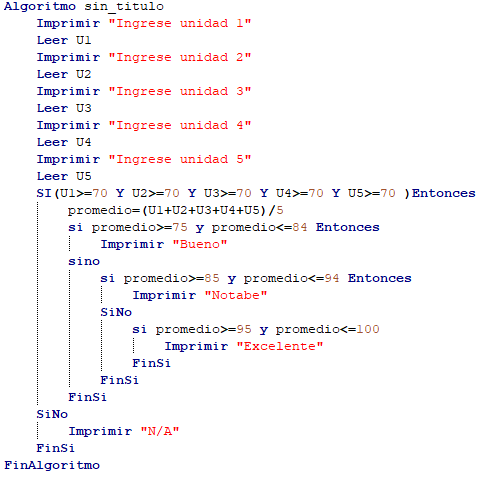 Algoritmo sin_titulo
Imprimir "Ingrese unidad 1"
Leer U1
Imprimir "Ingrese unidad 2"
Leer U2
Imprimir "Ingrese unidad 3"
Leer U3
Imprimir "Ingrese unidad 4"
Leer U4
Imprimir "Ingrese unidad 5"
Leer U5
SI(U1>=70 Y U2>=70 Y U3>=70 Y U4>=70 Y U5>=70 )Entonces
promedio=(U1+U2+U3+U4+U5)/5
si promedio>=75 y promedio<=84 Entonces
Imprimir "Bueno"
sino
si promedio>=85 y promedio<=94 Entonces
Imprimir "Notabe"
SiNo
si promedio>=95 y promedio<=100
Imprimir "Excelente"
FinSi
FinSi
FinSi
SiNo
Imprimir "N/A"
FinSi
FinAlgoritmo